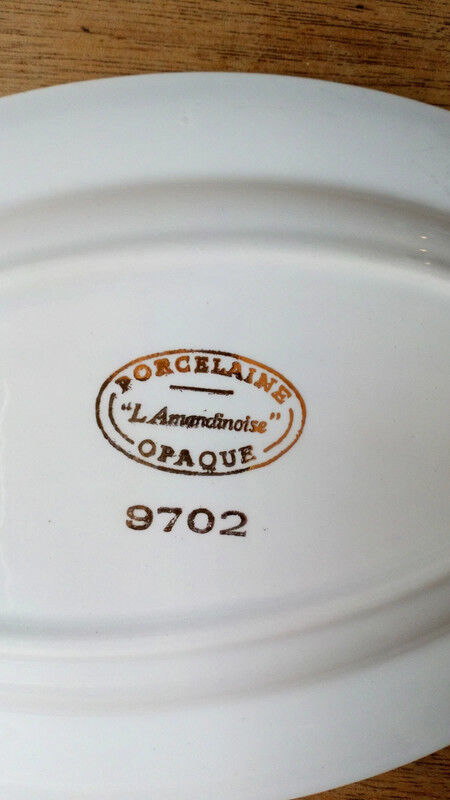 PORCELAINE
"L Amandinoise"
OPAQUE
9702